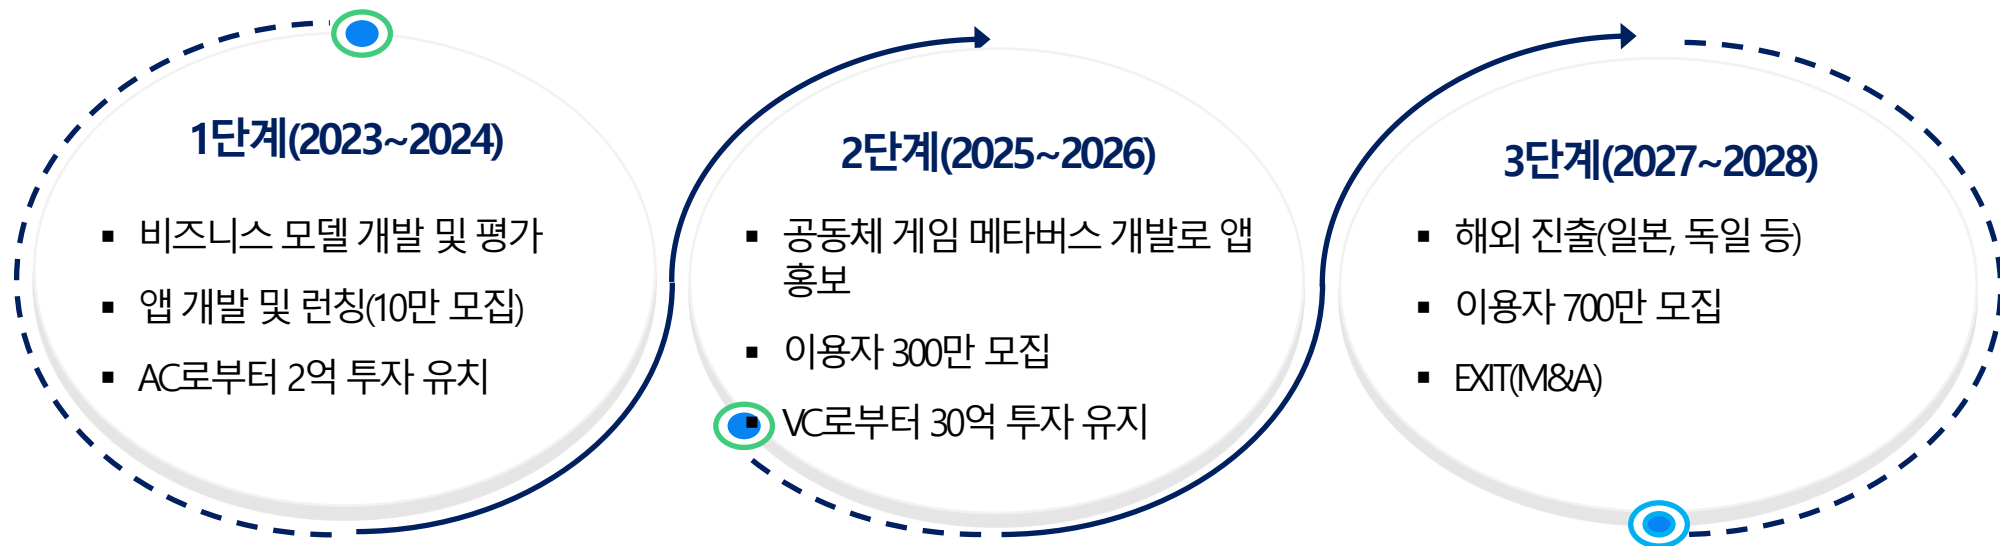 1단계(2023~2024)
▪ 비즈니스 모델 개발 및 평가
▪ 앱 개발 및 런칭(10만 모집)
▪ AC로부터 2억 투자 유치
2단계(2025~2026)
▪ 공동체 게임 메타버스 개발로 앱
홍보
▪ 이용자 300만 모집
▪ VC로부터 30억 투자 유지
3단계(2027~2028)
▪ 해외 진출(일본, 독일 등)
▪ 이용자 700만 모집
▪ EXIT(M&A)